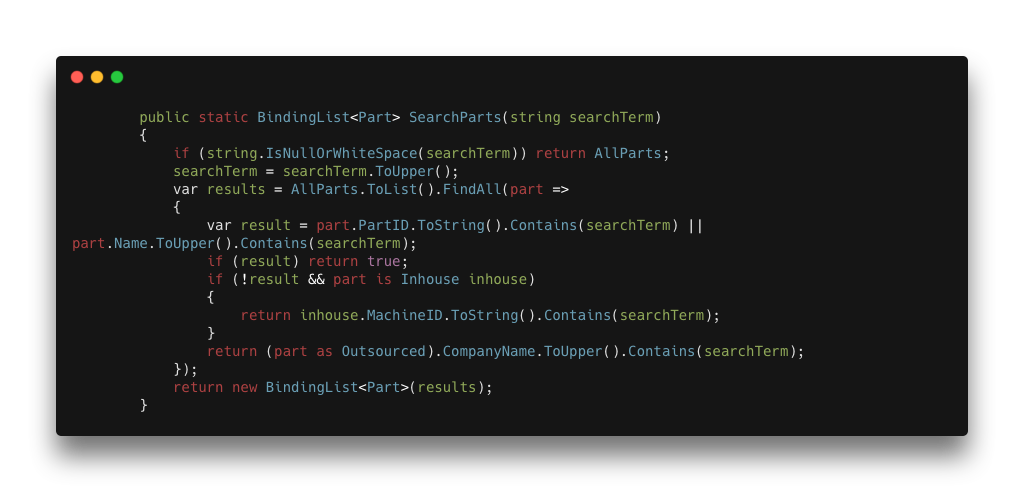 public static BindingList<Part> SearchParts(string searchTerm)
{
if (string.IsNullOrWhiteSpace(searchTerm)) return AllParts;
searchTerm = searchTerm.ToUpper();
var results = AllParts.ToList().FindAll(part =>
{
var result = part.PartID.ToString().Contains(searchTerm) ||
part.Name.ToUpper().Contains(searchTerm);
if (result) return true;
if (!result && part is Inhouse inhouse)
{
return inhouse.MachineID.ToString().Contains(searchTerm);
}
return (part as Outsourced).CompanyName.ToUpper().Contains(searchTerm);
});
return new BindingList<Part>(results);
}